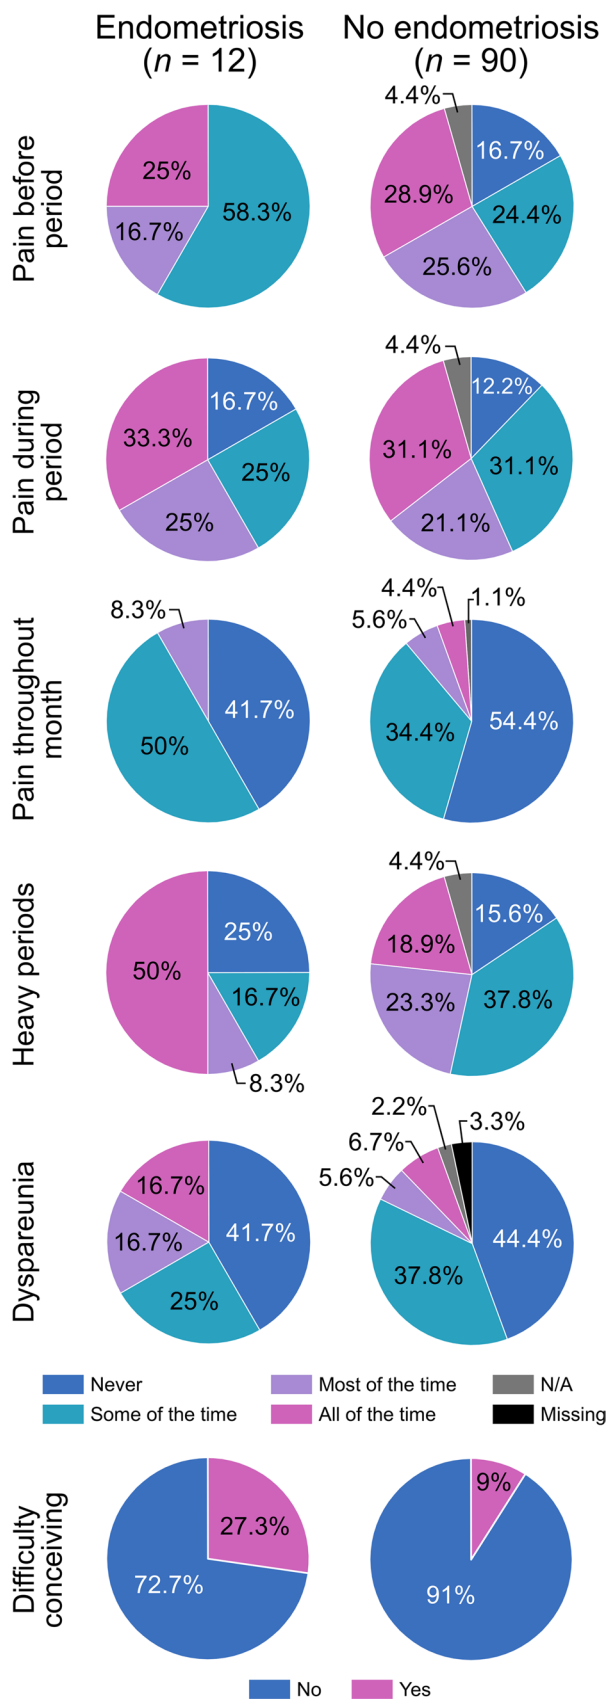 Endometriosis
(n = 12)
No endometriosis
(n = 90)
Pain before
period
25%
58.3%
16.7%
4.4%
16.7%
28.9%
24.4%
25.6%
Pain during
period
16.7%
33.3%
25%
25%
4.4%
12.2%
31.1%
31.1%
21.1%
Pain throughout
month
8.3%
41.7%
50%
4.4%
1.1%
5.6%
34.4%
54.4%
Heavy periods
25%
50%
16.7%
8.3%
4.4%
15.6%
18.9%
23.3%
37.8%
Dyspareunia
16.7%
41.7%
16.7%
25%
2.2%
3.3%
6.7%
5.6%
44.4%
37.8%
Never
Most of the time
N/A
Some of the time
All of the time
Missing
Difficulty
conceiving
27.3%
72.7%
9%
91%
No
Yes